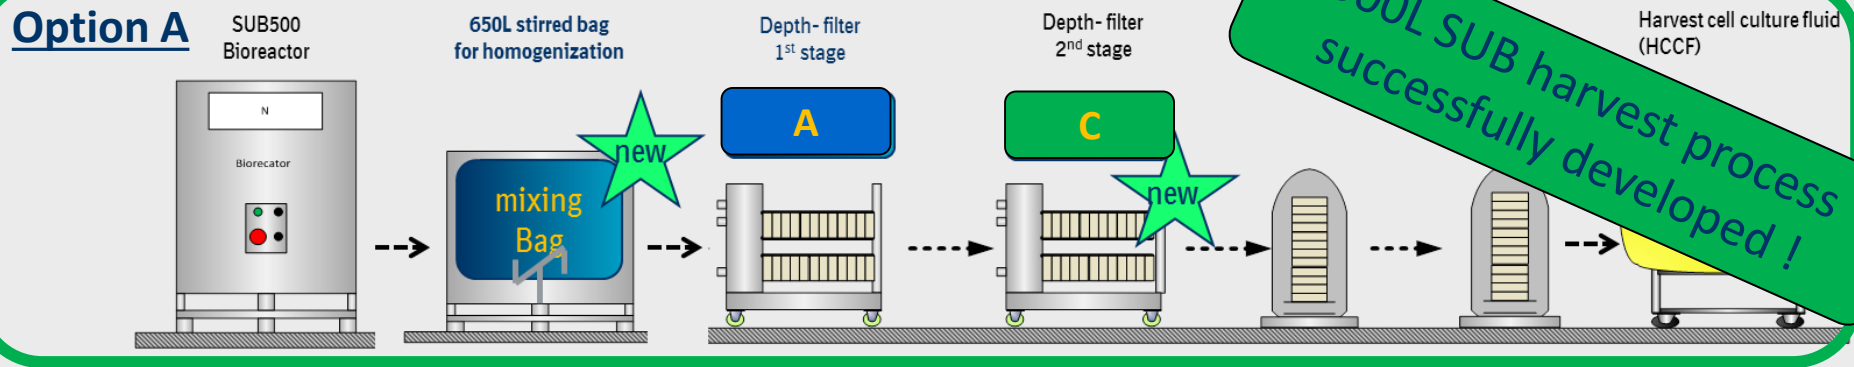 Option A
SUB500
Bioreactor
650L stirred bag
for homogenization
Depth- filter
1st stage
Depth- filter
2nd stage
Harvest cell culture fluid
(HCCF)
00L SUB harvest process
successfully developed !
N
Biorecator
mixing
Bag
new
A
C
new